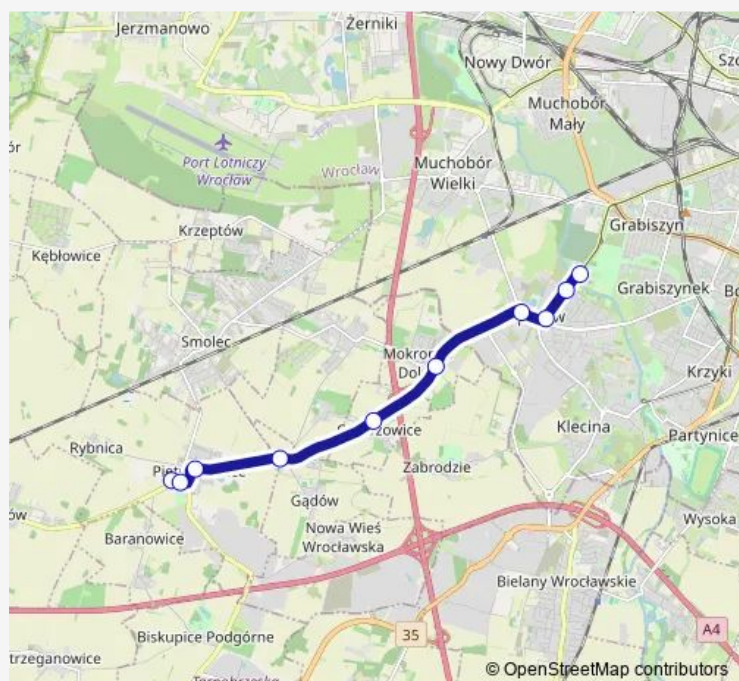 Jerzmanowo
Żerniki
Nowy Dwór
Muchobór
Mały
Port Lotniczy
Wrocław
Wrocław
Muchobór
Wielki
Krzeptów
Grabiszyn
Kębłowice
Grabiszynek
Smolec
Krzyki
Klecina
Partynice
Rybnica
Zabrodzie
Gądów
Nowa Wieś
Wrocławska
Wysoka
Baranowice
Bielany Wrocławskie
35
A4
Biskupice Podgórne
© OpenStreetMap contributors